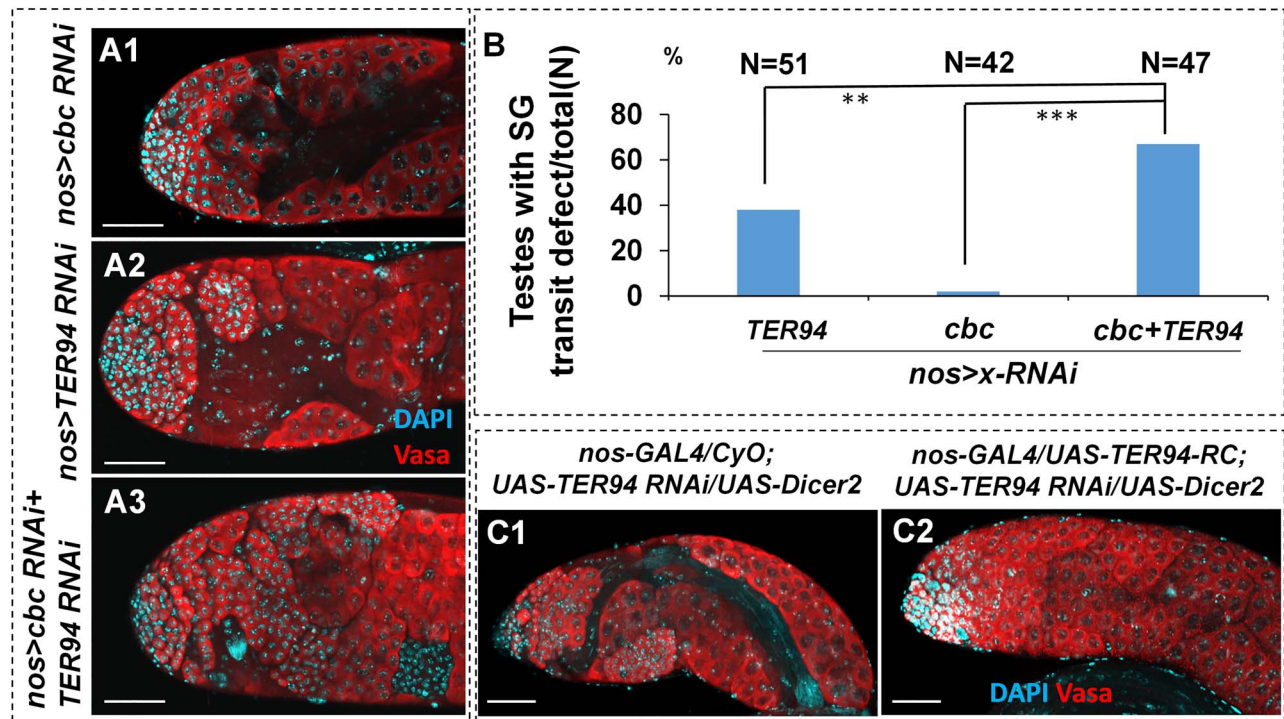 nos>cbc RNAi
A1
nos>TER94 RNAi
A2
DAPI
Vasa
nos>cbc RNAi+
TER94 RNAi
A3
B
%
N=51
N=42
N=47
**
***
80
60
40
20
0
Testes with SG
transit defect/total(N)
TER94
cbc
cbc+TER94
nos>x-RNAi
nos-GAL4/CyO;
UAS-TER94 RNAi/UAS-Dicer2
C1
nos-GAL4/UAS-TER94-RC;
UAS-TER94 RNAi/UAS-Dicer2
C2
DAPI Vasa